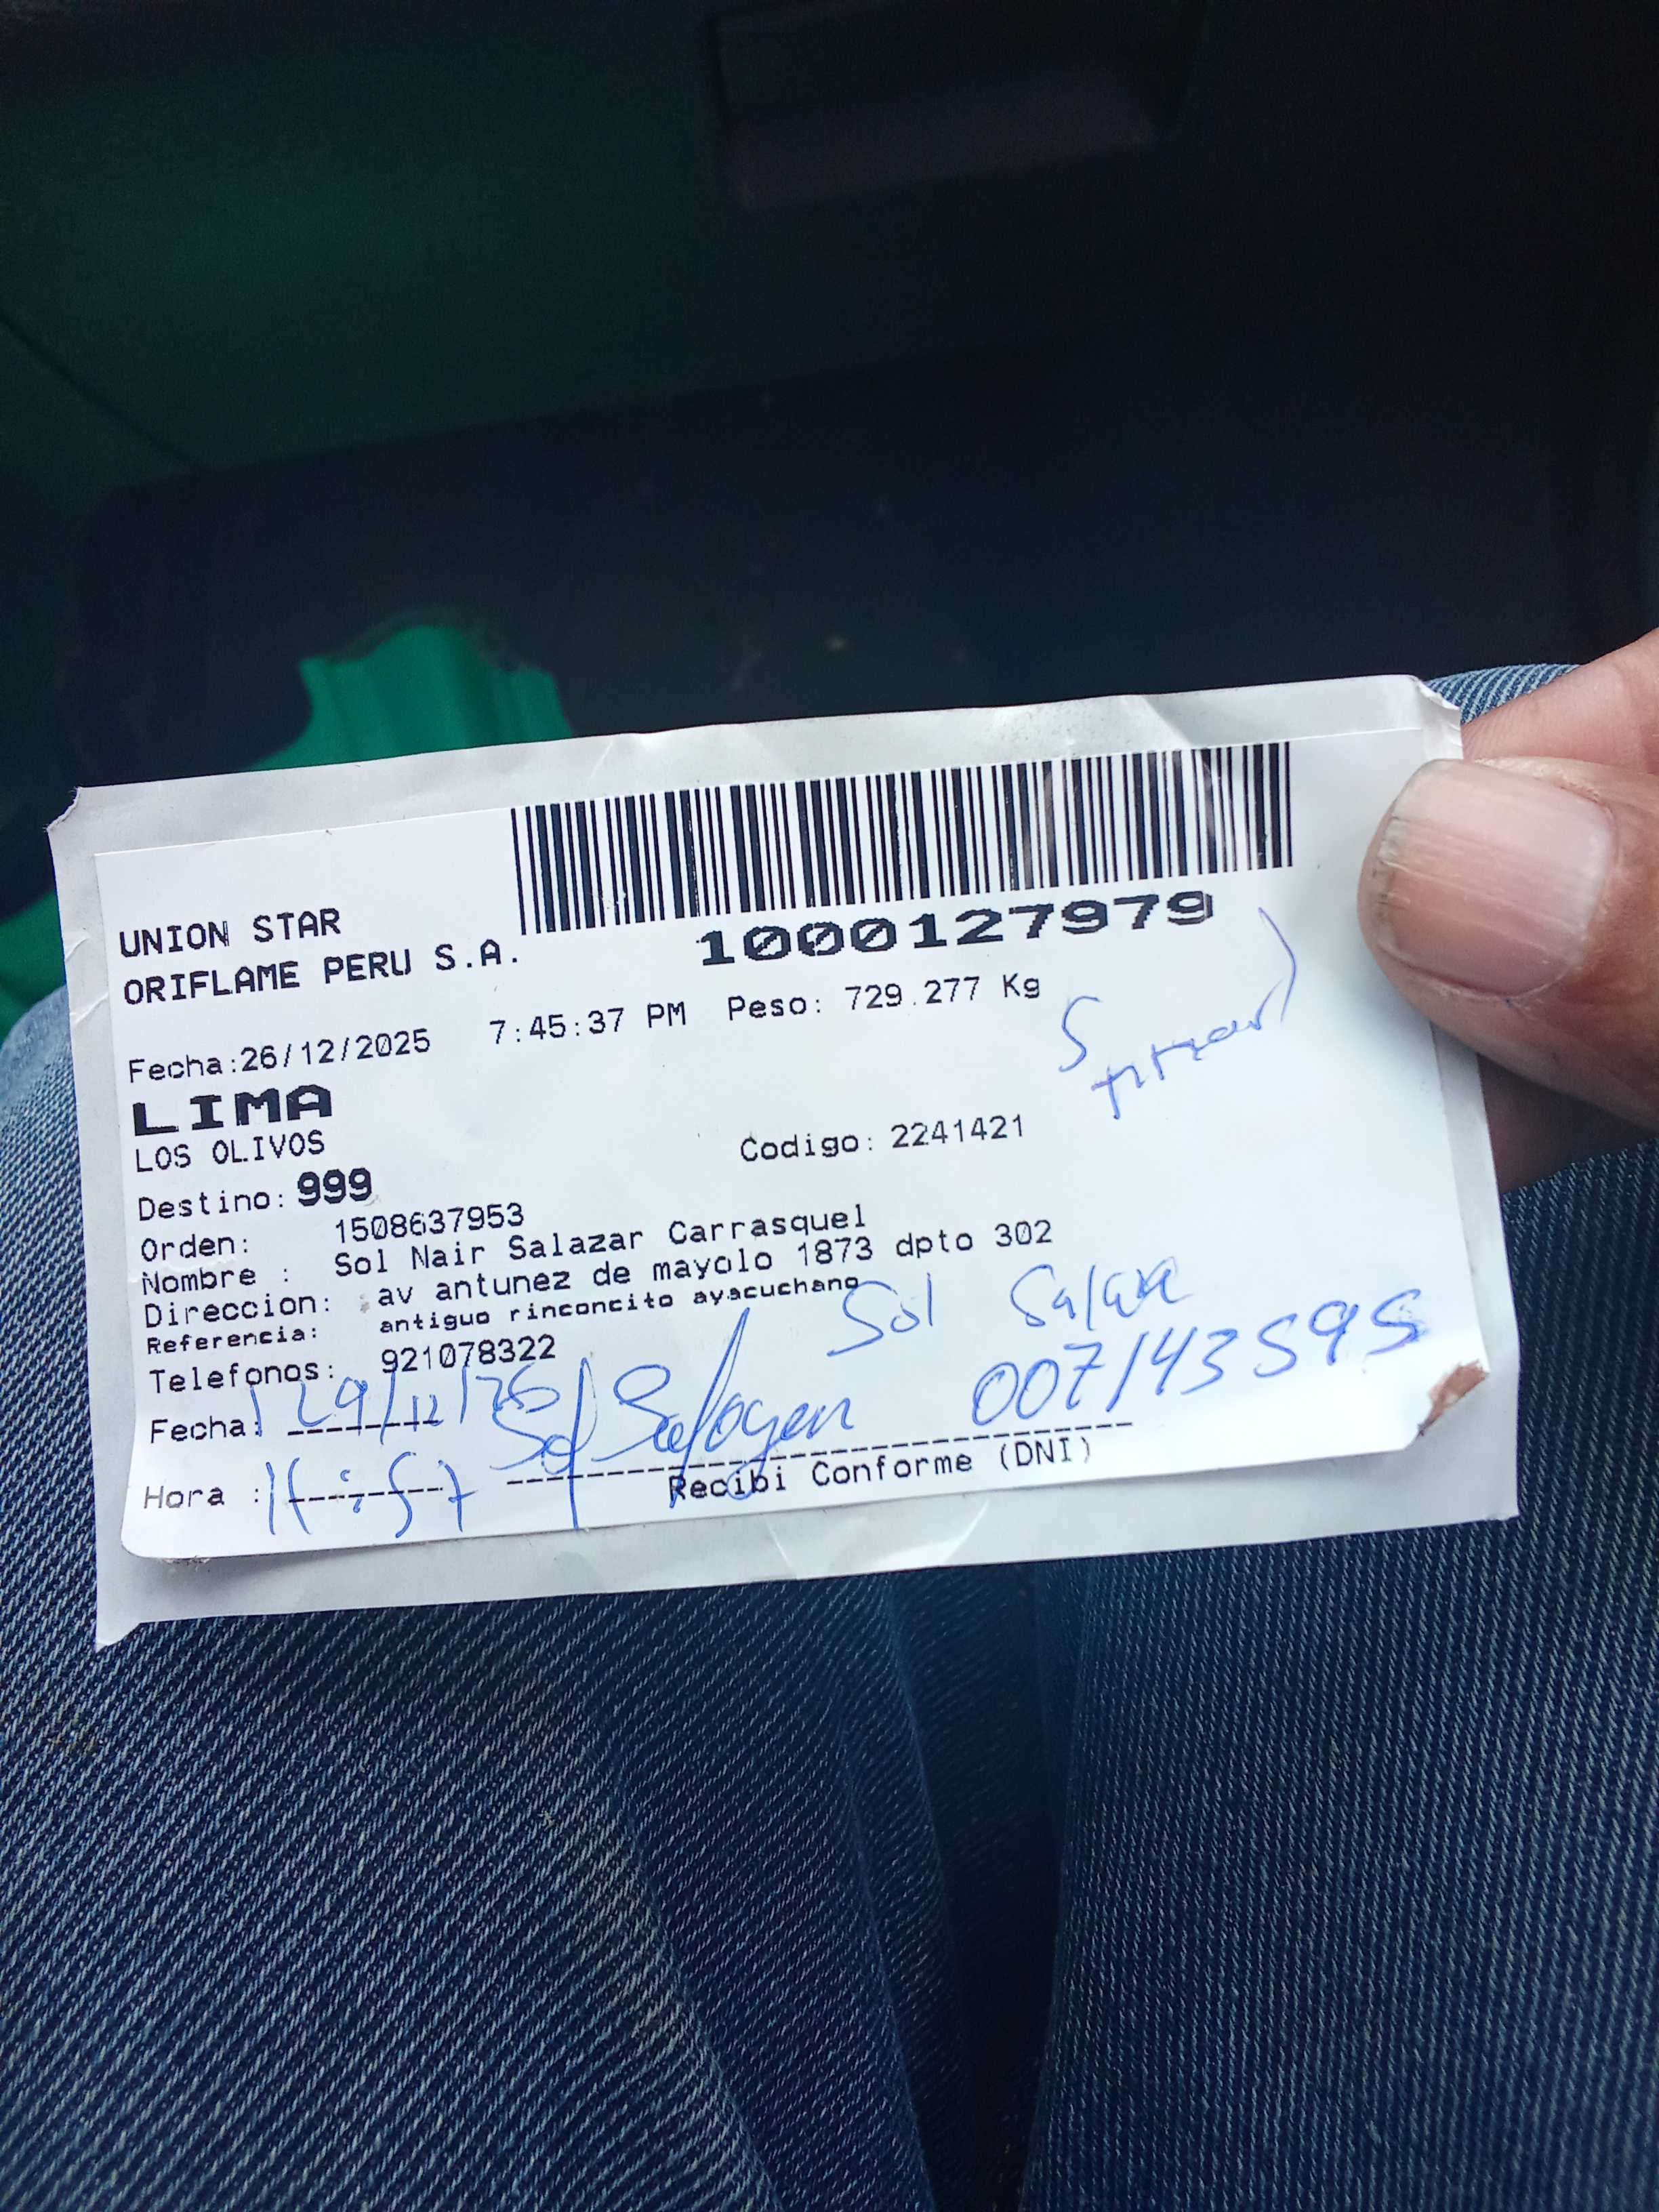 UNION STAR
ORIFLAME PERU S.A.
1000127979
Fecha:26/12/2025 7:45:37 PM Peso: 729.277 Kg
LIMA
LOS OLIVOS
Codigo: 2241421
Destino: 999
Orden: 1508637953
Nombre : Sol Nair Salazar Carrasquel
Direccion: av antunez de mayolo 1873 dpto 302
Referencia: antiguo rinconcito ayacuchano
Telefonos: 921078322
Sol
Fecha: 007143595
Hora :
Recibi Conforme (DNI)